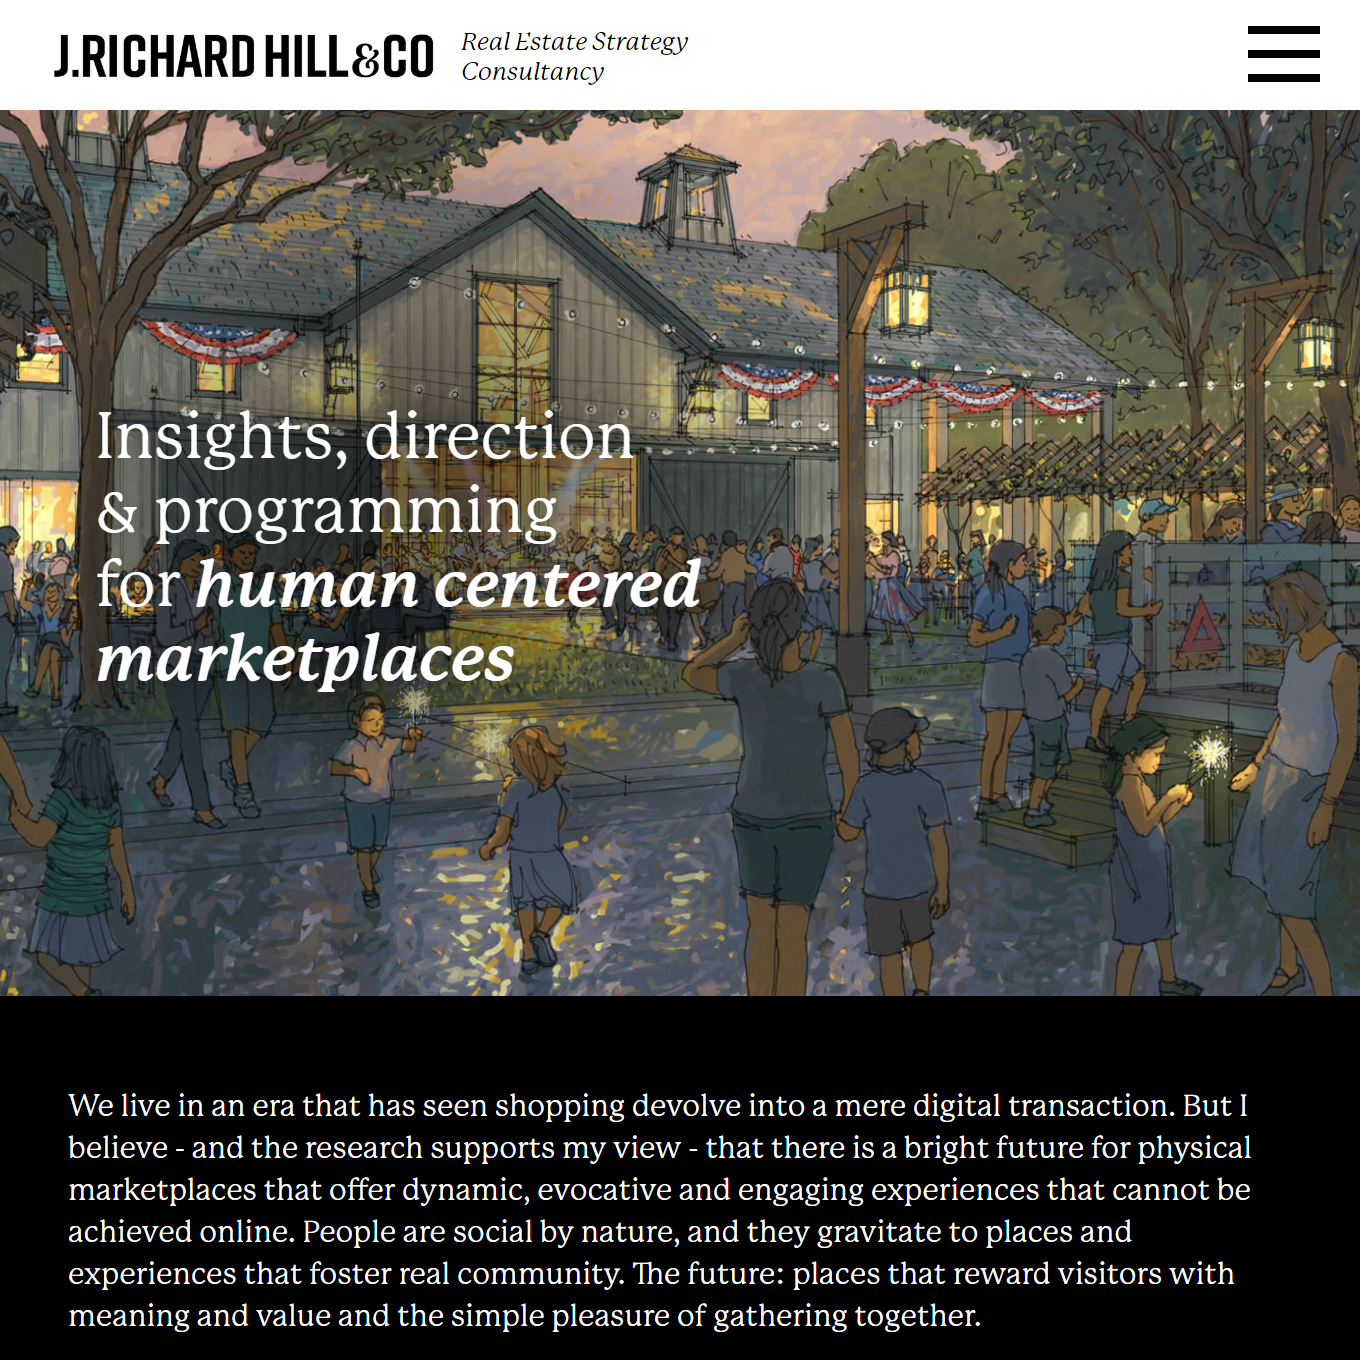 J.RICHARD HILL & CO
Real Estate Strategy
Consultancy
Insights, direction
& programming
for human centered
marketplaces
We live in an era that has seen shopping devolve into a mere digital transaction. But I
believe - and the research supports my view - that there is a bright future for physical
marketplaces that offer dynamic, evocative and engaging experiences that cannot be
achieved online. People are social by nature, and they gravitate to places and
experiences that foster real community. The future: places that reward visitors with
meaning and value and the simple pleasure of gathering together.